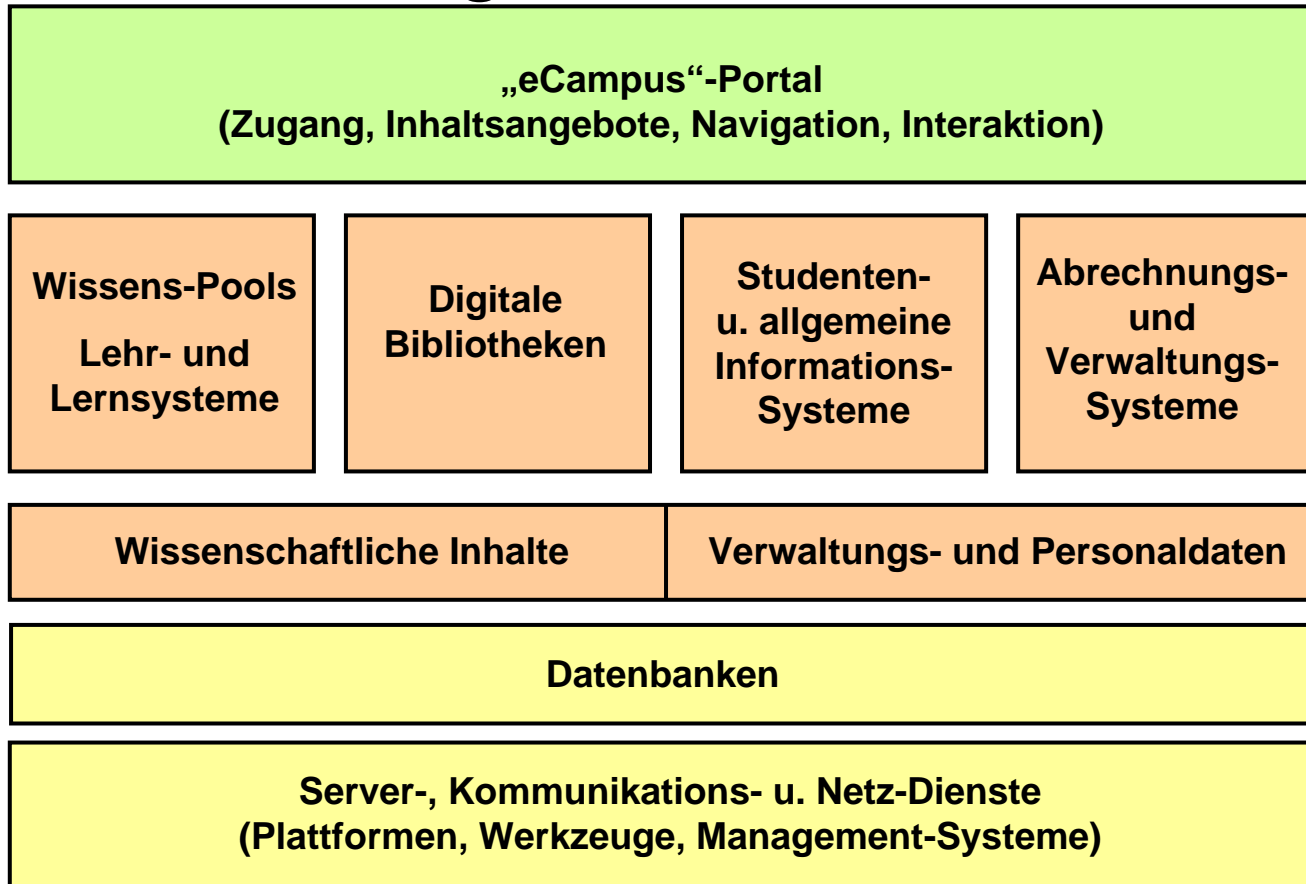 „eCampus“-Portal
(Zugang, Inhaltsangebote, Navigation, Interaktion)
Wissens-Pools
Lehr- und
Lernsysteme
Digitale
Bibliotheken
Studenten-
u. allgemeine
Informations-
Systeme
Abrechnungs-
und
Verwaltungs-
Systeme
Wissenschaftliche Inhalte
Verwaltungs- und Personaldaten
Datenbanken
Server-, Kommunikations- u. Netz-Dienste
(Plattformen, Werkzeuge, Management-Systeme)